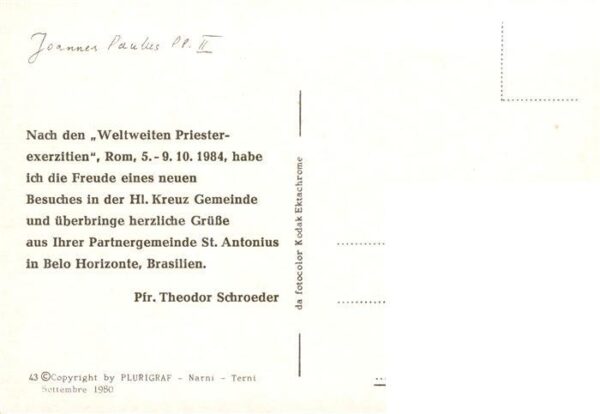 Joannes Paulus P.P. II
Nach den „Weltweiten Priester-
exerzitien", Rom, 5.-9. 10. 1984, habe
ich die Freude eines neuen
Besuches in der Hl. Kreuz Gemeinde
und überbringe herzliche Grüße
aus Ihrer Partnergemeinde St. Antonius
in Belo Horizonte, Brasilien.
Pfr. Theodor Schroeder
43 ©Copyright by PLURIGRAF - Narni - Terni
Settembre 1980
da fotocolor Kodak Ektachrome